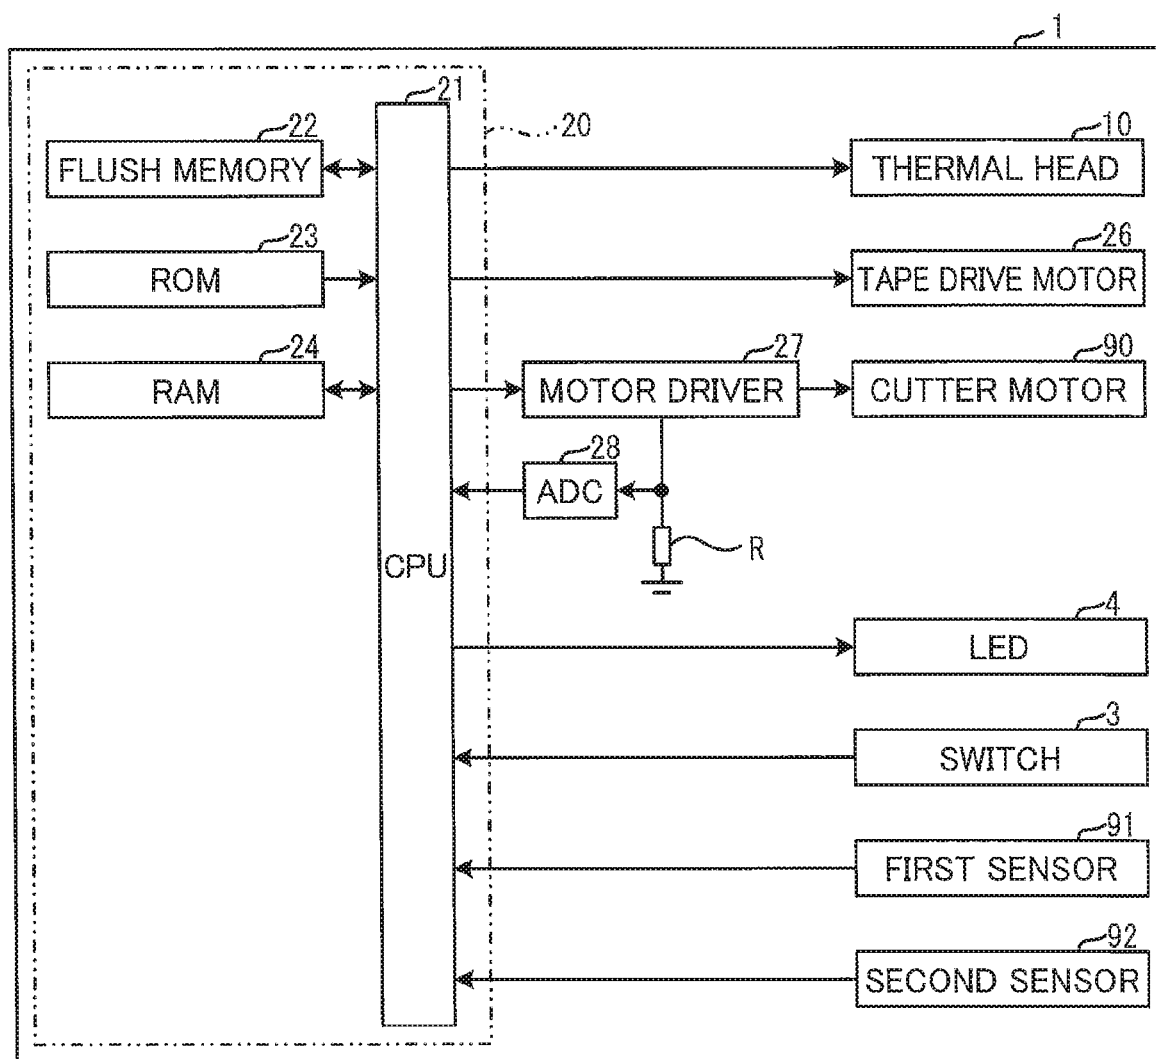 1
21
20
22
FLUSH MEMORY
10
THERMAL HEAD
23
ROM
26
TAPE DRIVE MOTOR
24
RAM
27
MOTOR DRIVER
90
CUTTER MOTOR
28
ADC
R
CPU
4
LED
3
SWITCH
91
FIRST SENSOR
92
SECOND SENSOR